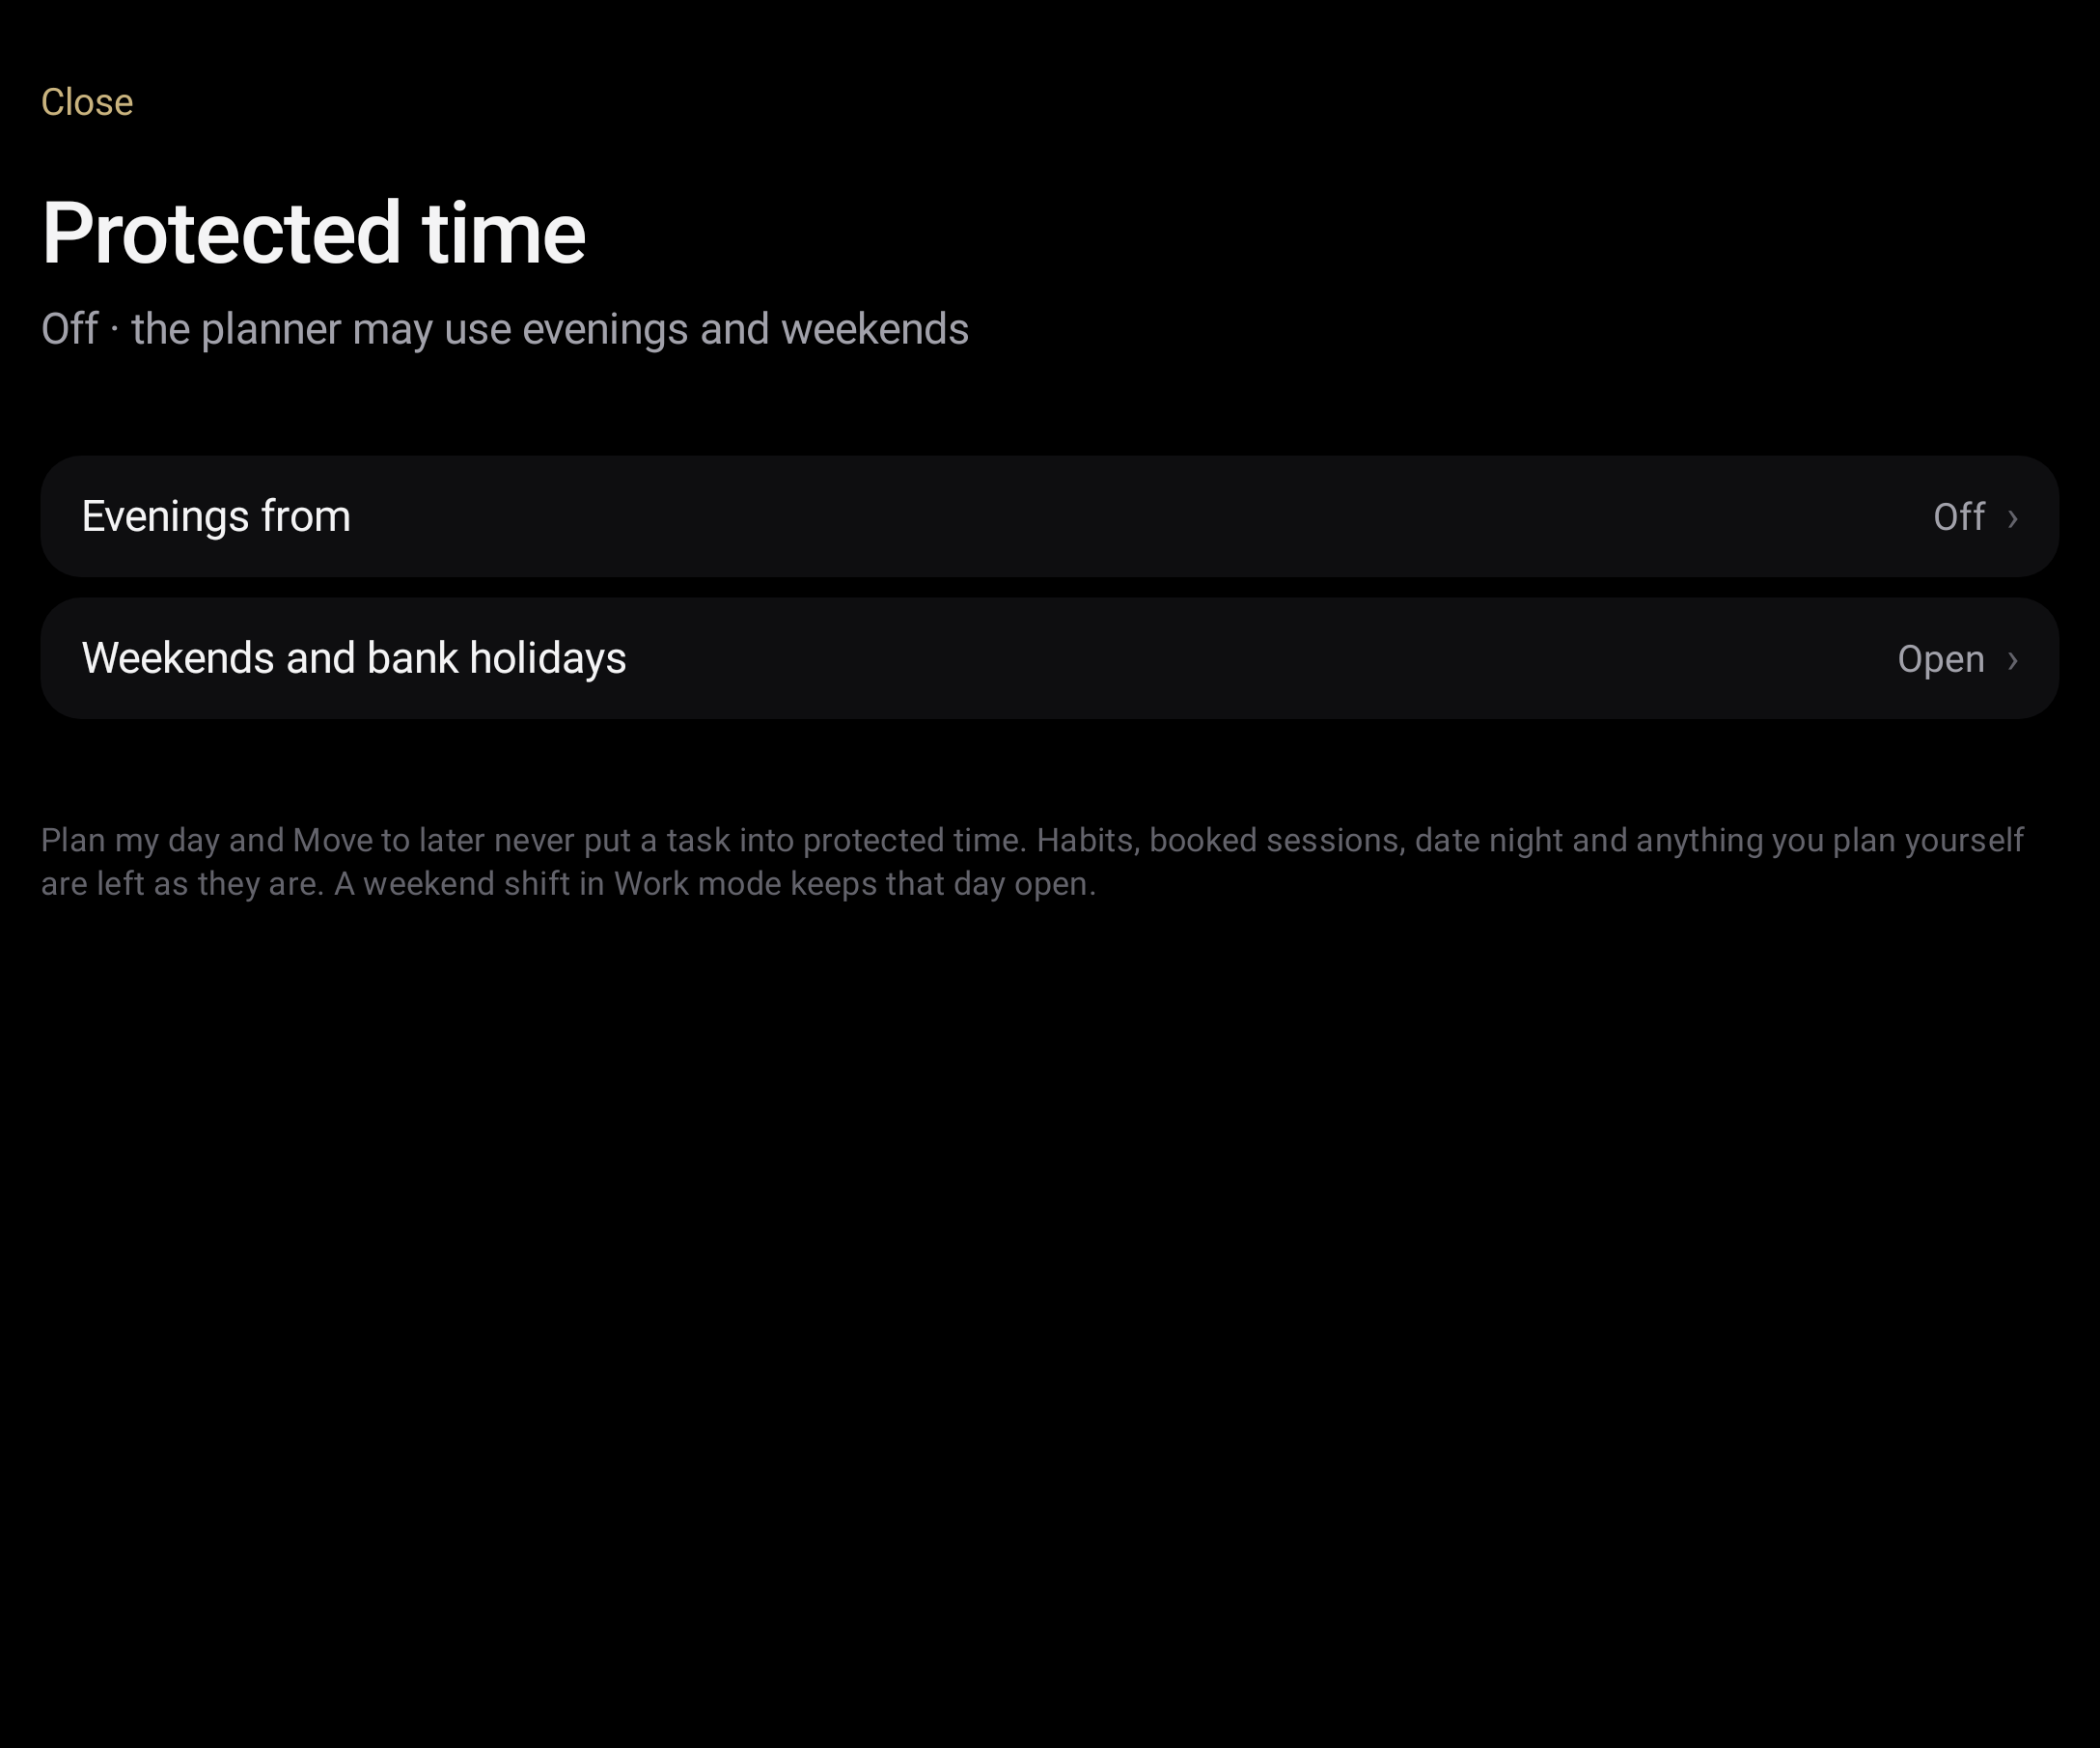 Close
Protected time
Off · the planner may use evenings and weekends
Evenings from
Off ›
Weekends and bank holidays
Open ›
Plan my day and Move to later never put a task into protected time. Habits, booked sessions, date night and anything you plan yourself
are left as they are. A weekend shift in Work mode keeps that day open.